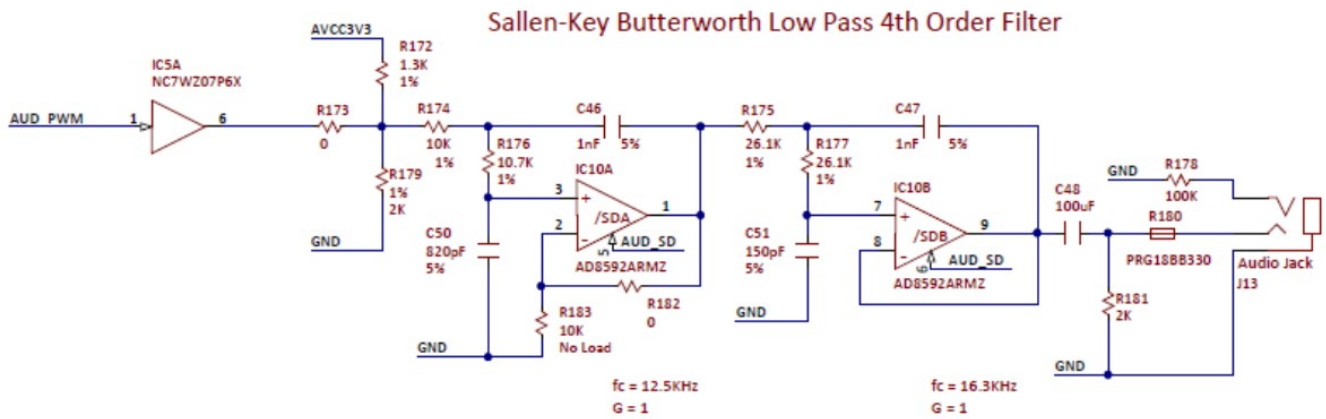 Sallen-Key Butterworth Low Pass 4th Order Filter
AVCC3V3
R172
1.3K
1%
IC5A
NC7WZ07P6X
AUD_PWM
1
6
R173
0
R174
10K
1%
R179
1%
2K
GND
R176
10.7K
1%
C46
1nF
5%
IC10A
3
+
/SDA
1
2
-
5
AUD_SD
AD8592ARMZ
C50
820pF
5%
R182
0
R183
10K
No Load
GND
R175
26.1K
1%
R177
26.1K
1%
C47
1nF
5%
IC10B
7
+
/SDB
9
8
-
6
AUD_SD
AD8592ARMZ
C51
150pF
5%
GND
C48
100uF
GND
R178
100K
R180
PRG18BB330
Audio Jack
J13
R181
2K
GND
fc = 12.5KHz
G = 1
fc = 16.3KHz
G = 1